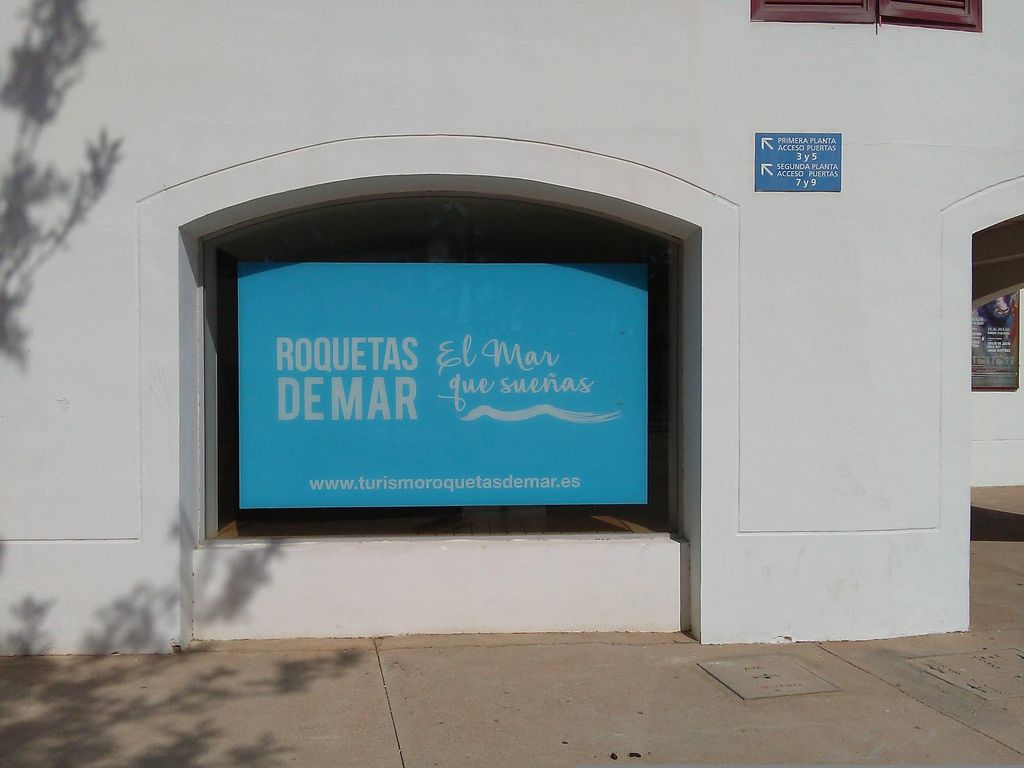 ROQUETAS
DE MAR
El Mar
que sueñas
www.turismoroquetasdemar.es
PRIMERA PLANTA
ACCESO PUERTAS
3 y 5
SEGUNDA PLANTA
ACCESO PUERTAS
7 y 9